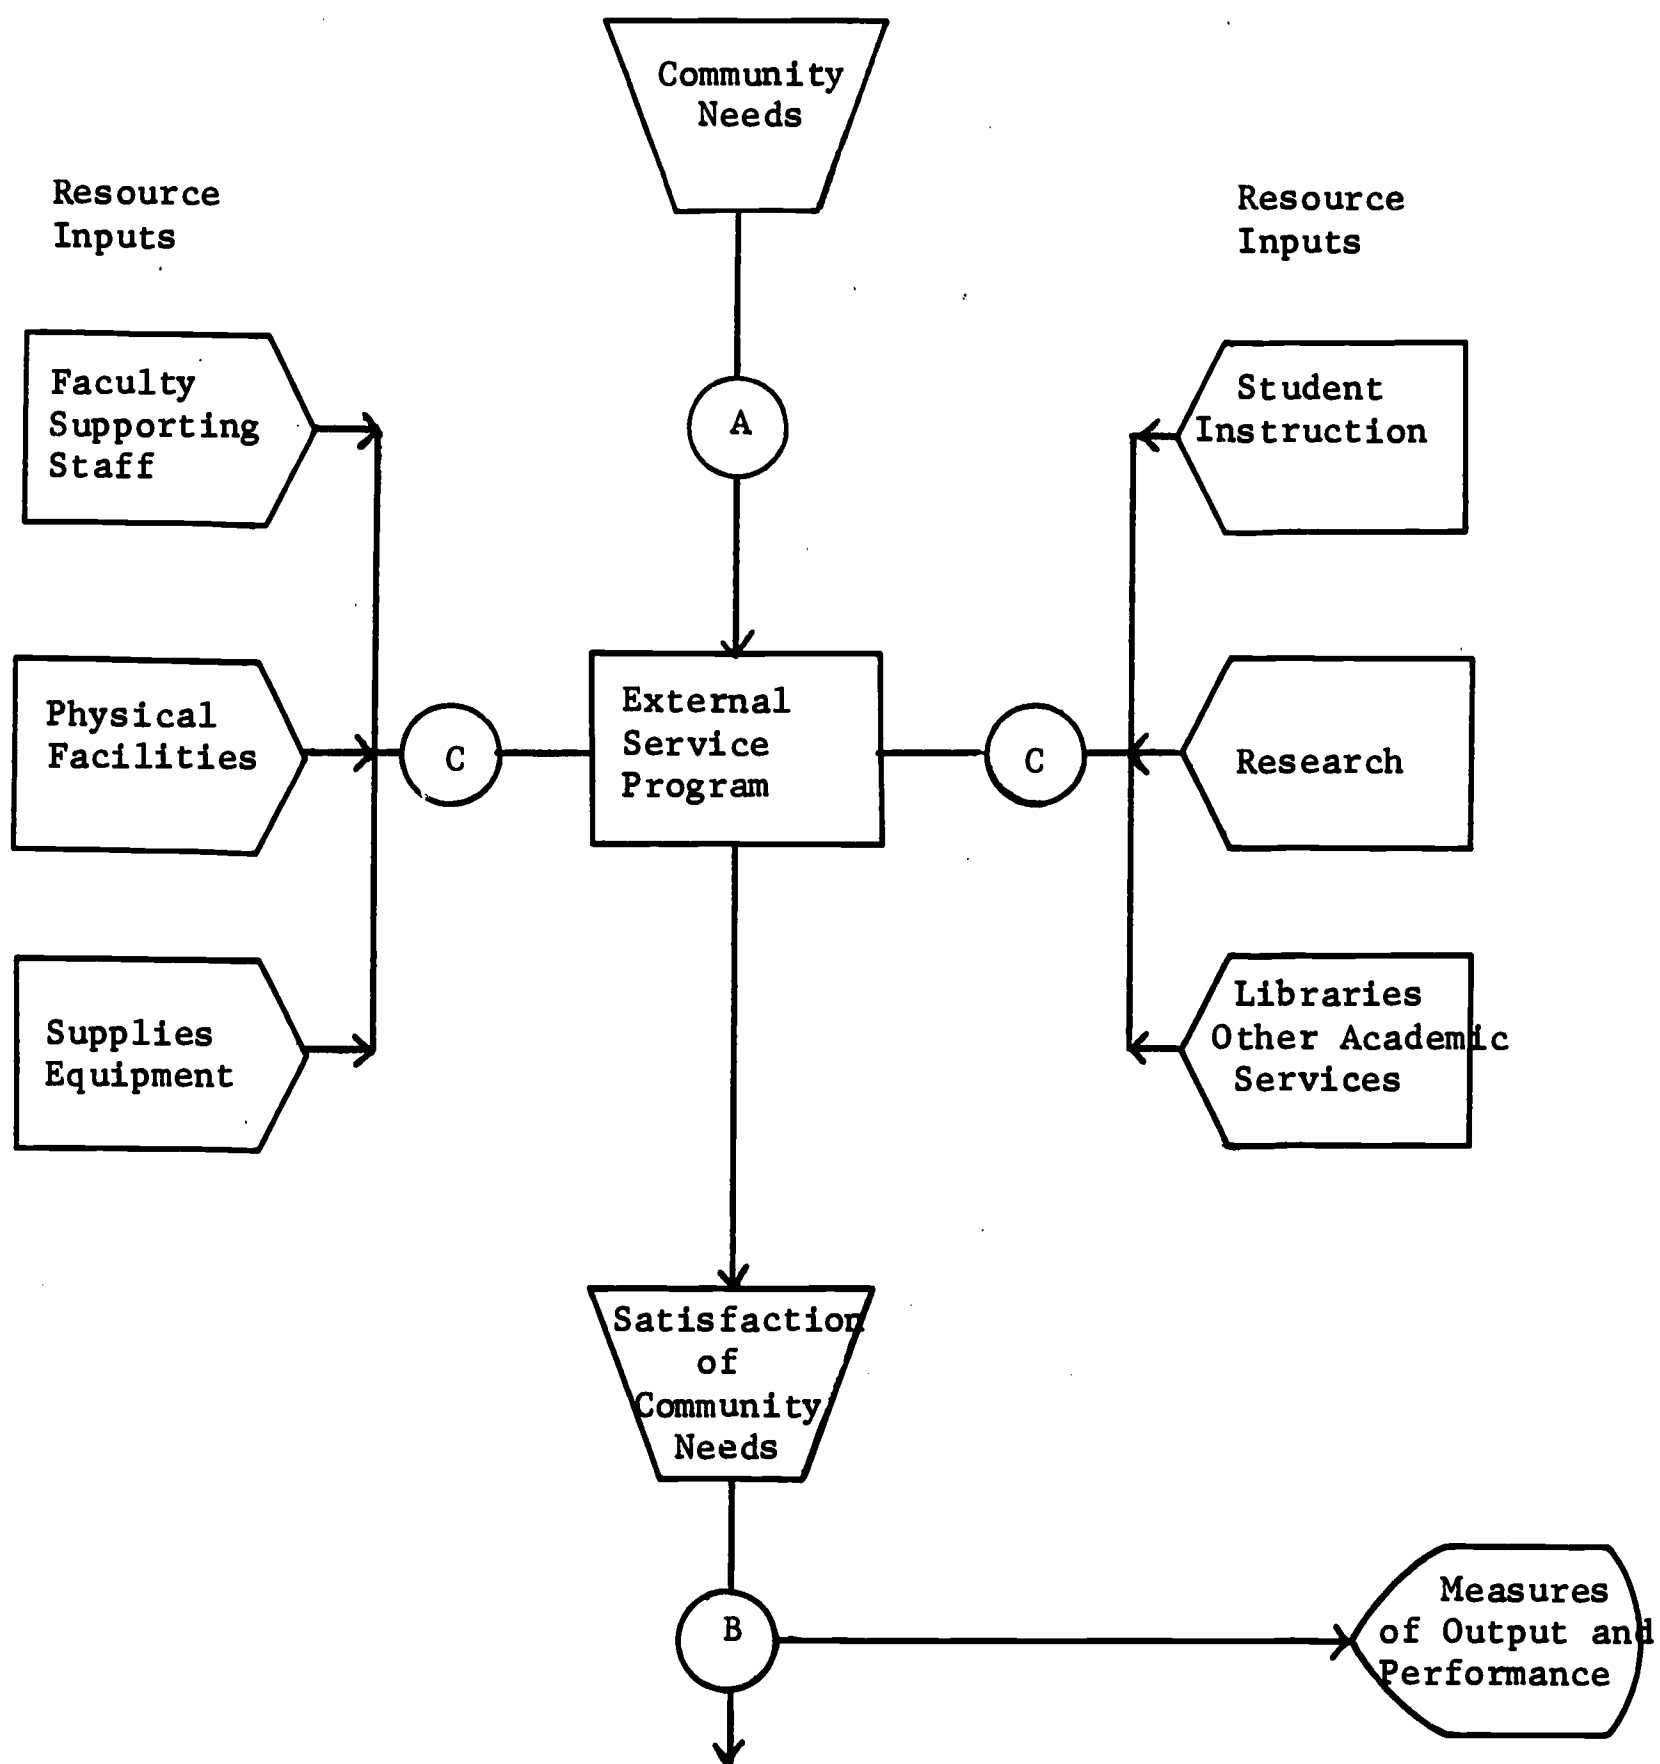 Community
Needs
Resource
Inputs
Resource
Inputs
Faculty
Supporting
Staff
A
Student
Instruction
Physical
Facilities
C
External
Service
Program
C
Research
Supplies
Equipment
Libraries
Other Academic
Services
Satisfaction
of
Community
Needs
B
Measures
of Output and
Performance